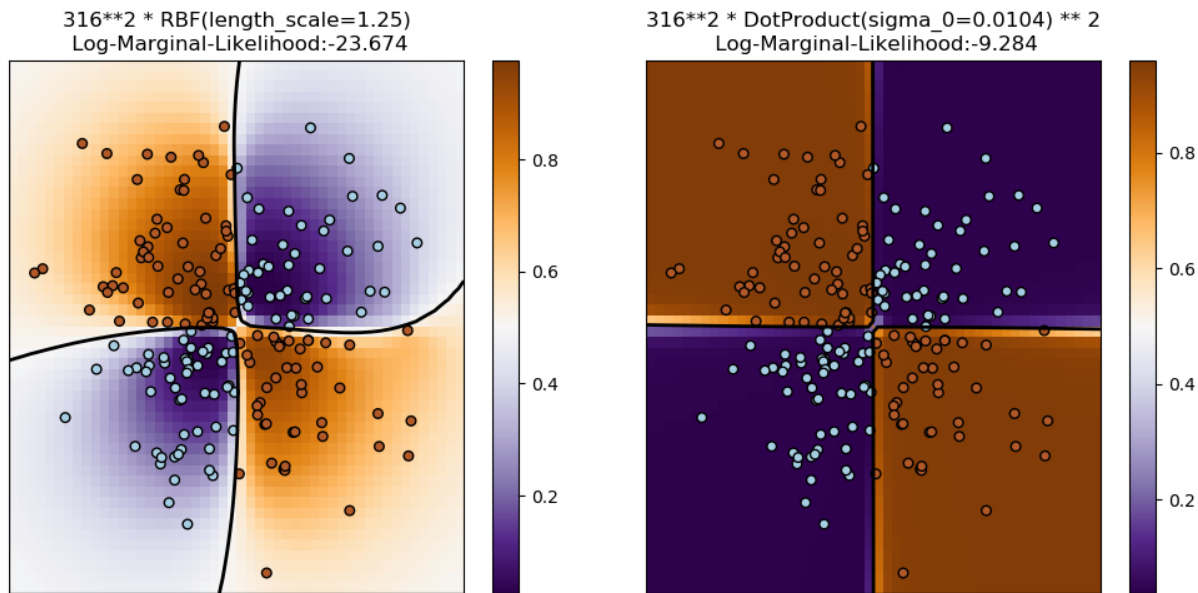 316**2 * RBF(length_scale=1.25)
Log-Marginal-Likelihood:-23.674
0.8
0.6
0.4
0.2
316**2 * DotProduct(sigma_0=0.0104) ** 2
Log-Marginal-Likelihood:-9.284
0.8
0.6
0.4
0.2